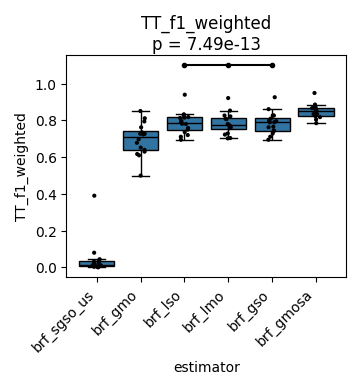 TT_f1_weighted
p = 7.49e-13
TT_f1_weighted
1.0
0.8
0.6
0.4
0.2
0.0
brf_sgso_us
brf_gmo
brf_lso
brf_lmo
brf_gso
brf_gmosa
estimator